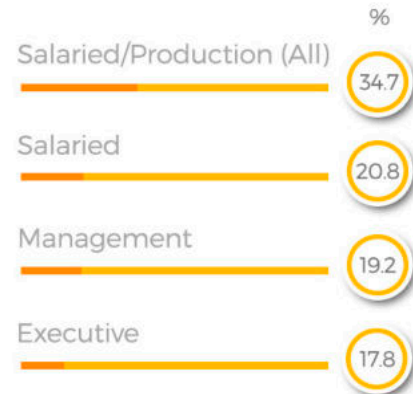 %
Salaried/Production (All)
34.7
Salaried
20.8
Management
19.2
Executive
17.8